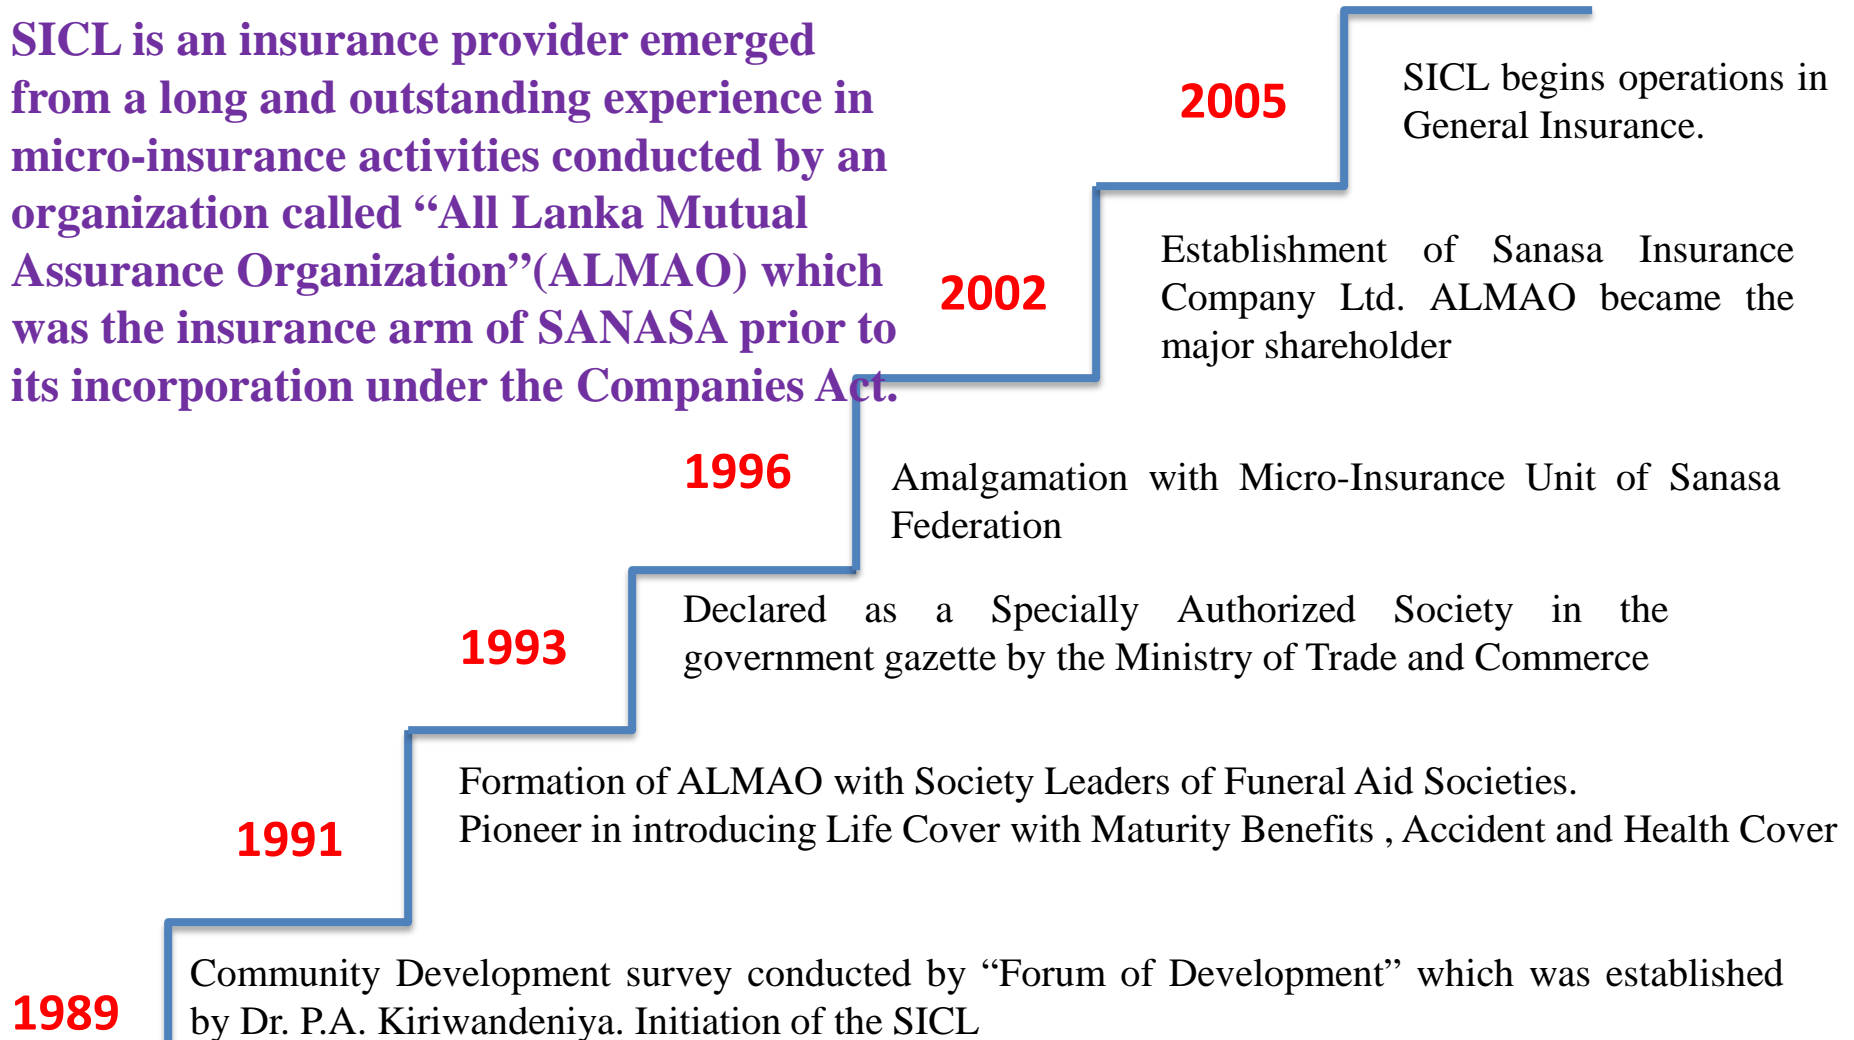 SICL is an insurance provider emerged
from a long and outstanding experience in
micro-insurance activities conducted by an
organization called “All Lanka Mutual
Assurance Organization”(ALMAO) which
was the insurance arm of SANASA prior to
its incorporation under the Companies Act.
2005
SICL begins operations in
General Insurance.
2002
Establishment of Sanasa Insurance
Company Ltd. ALMAO became the
major shareholder
1996
Amalgamation with Micro-Insurance Unit of Sanasa
Federation
1993
Declared as a Specially Authorized Society in the
government gazette by the Ministry of Trade and Commerce
1991
Formation of ALMAO with Society Leaders of Funeral Aid Societies.
Pioneer in introducing Life Cover with Maturity Benefits , Accident and Health Cover
1989
Community Development survey conducted by “Forum of Development” which was established
by Dr. P.A. Kiriwandeniya. Initiation of the SICL